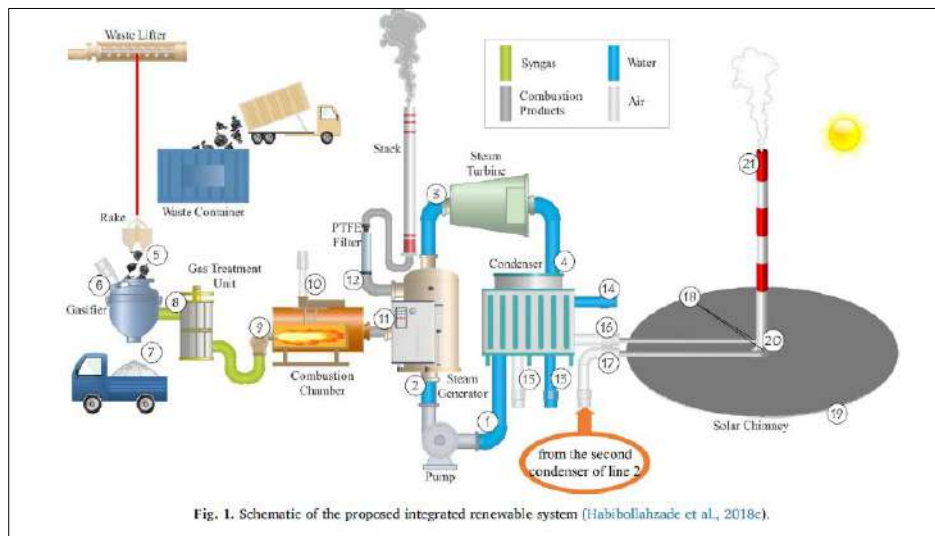 Waste Lifter
Syngas
Water
Combustion
Products
Air
Stack
Steam
Turbine
Waste Container
Rake
PTFE
Filter
Condenser
Gas Treatment
Unit
Gasifier
Combustion
Chamber
Steam
Generator
Pump
Solar Chimney
from the second
condenser of line 2
1
2
3
4
5
6
7
8
9
10
11
12
13
14
15
16
17
18
19
20
21
Fig. 1. Schematic of the proposed integrated renewable system (Habibollahzade et al., 2018c).